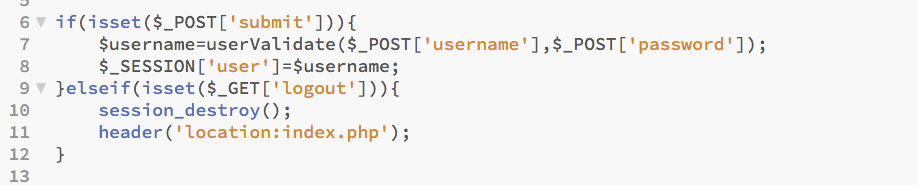 6 if(isset($_POST['submit'])){
7 $username=userValidate($_POST['username'],$_POST['password']);
8 $_SESSION['user']=$username;
9 }elseif(isset($_GET['logout'])){
10 session_destroy();
11 header('location:index.php');
12 }
13